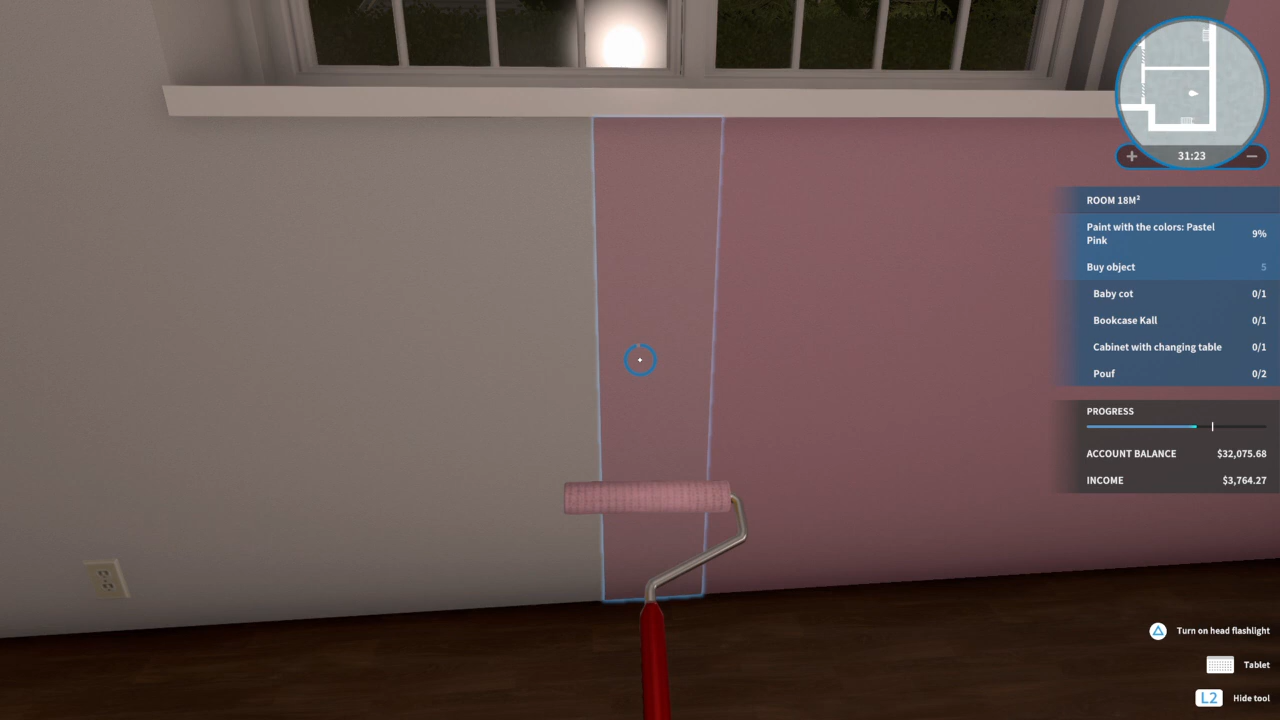 31:23
ROOM 18M²
Paint with the colors: Pastel
Pink 9%
Buy object 5
Baby cot 0/1
Bookcase Kall 0/1
Cabinet with changing table 0/1
Pouf 0/2
PROGRESS
ACCOUNT BALANCE $32,075.68
INCOME $3,764.27
Turn on head flashlight
Tablet
L2 Hide tool